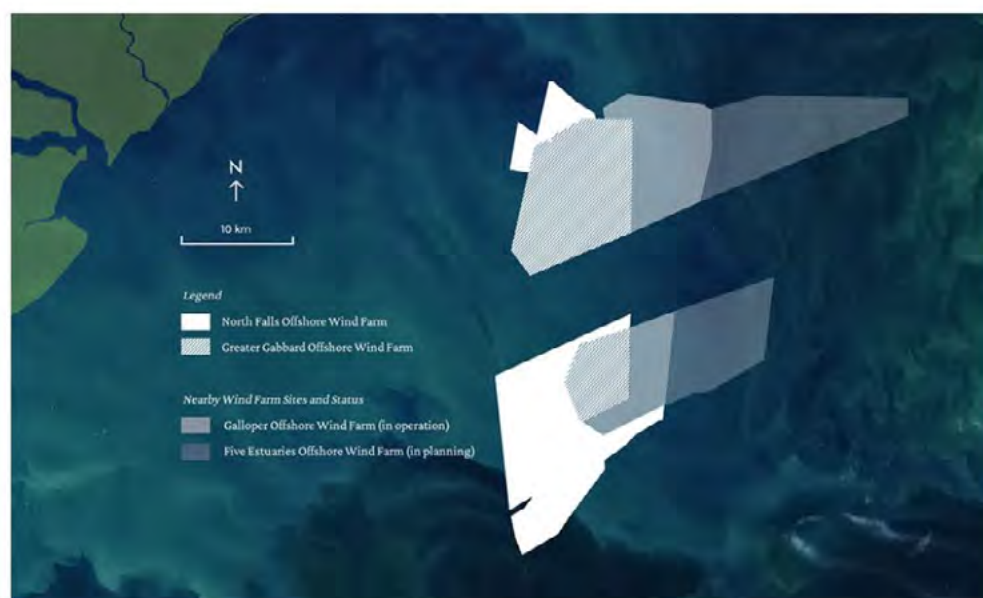 N
10 km
Legend
North Falls Offshore Wind Farm
Greater Gabbard Offshore Wind Farm
Nearby Wind Farm Sites and Status
Galloper Offshore Wind Farm (in operation)
Five Estuaries Offshore Wind Farm (in planning)